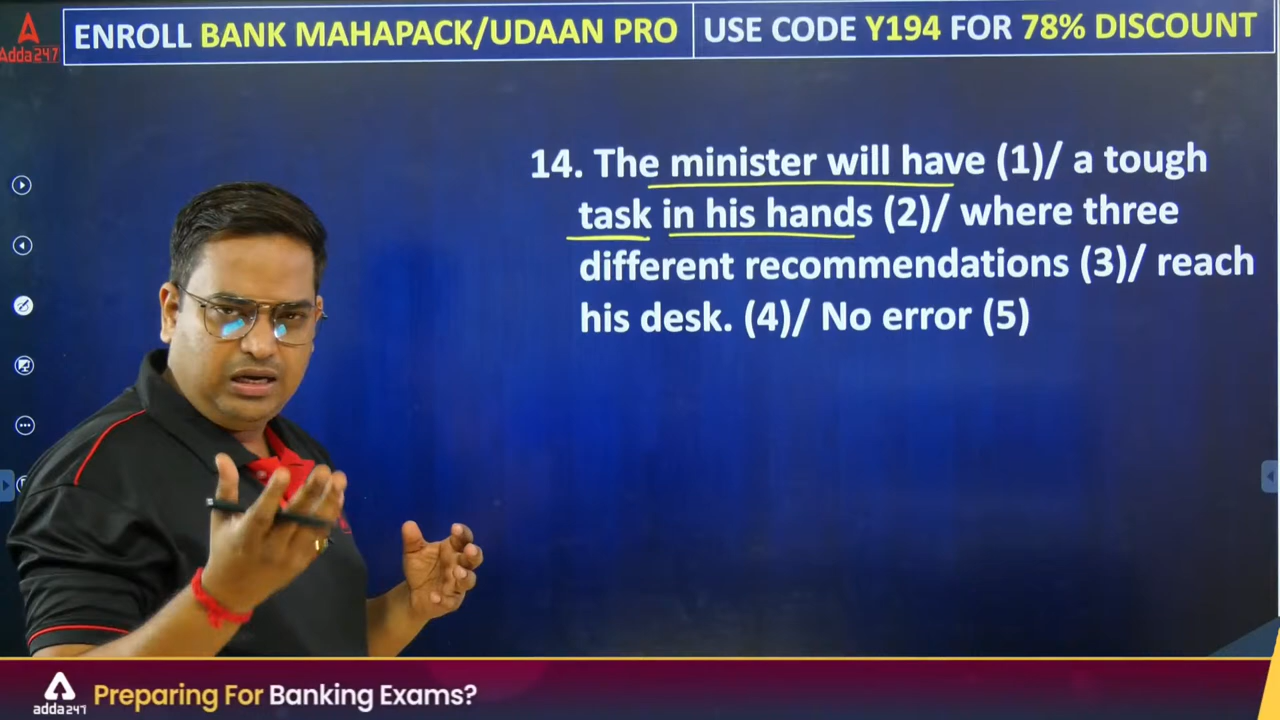 ENROLL BANK MAHAPACK/UDAAN PRO
USE CODE Y194 FOR 78% DISCOUNT
Adda247
14. The minister will have (1)/ a tough
task in his hands (2)/ where three
different recommendations (3)/ reach
his desk. (4)/ No error (5)
adda247
Preparing For Banking Exams?